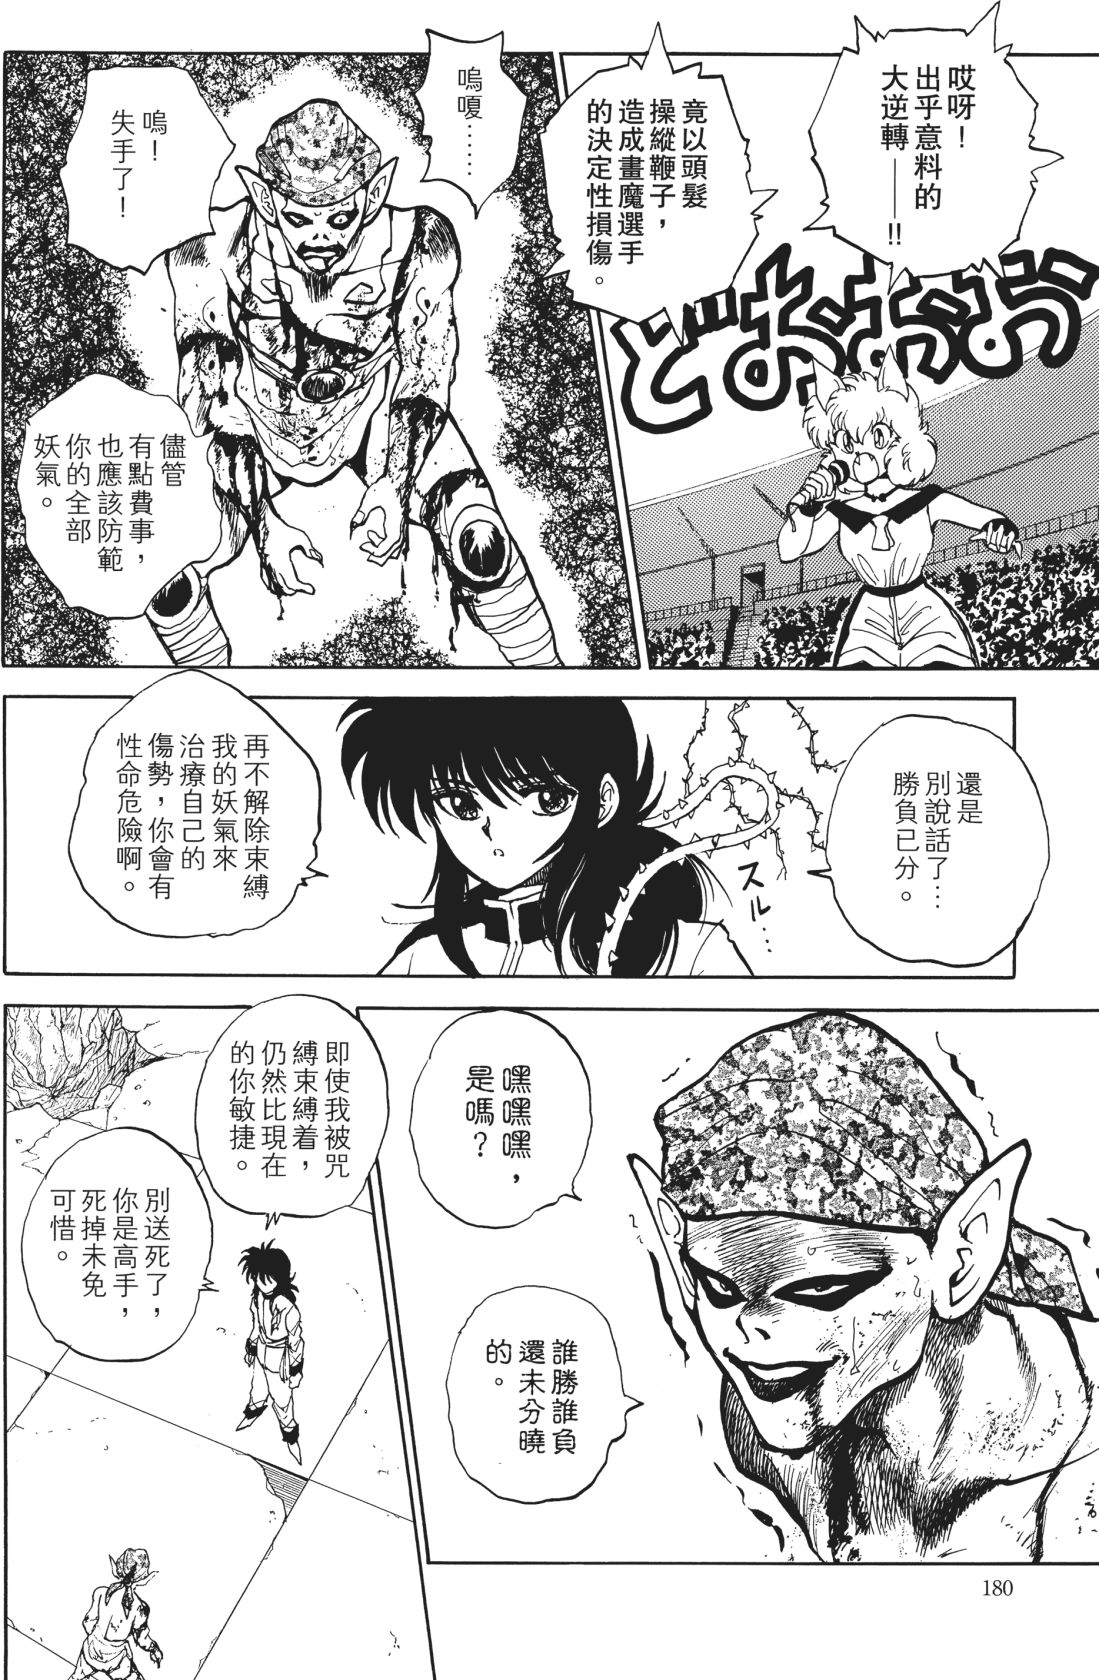 哎呀！
出乎意料的
大逆轉——!!
竟以頭髮
操縱鞭子，
造成畫魔選手
的決定性損傷。
どおおおう
嗚嗄……
嗚！
失手了！
儘管
有點費事，
也應該防範
你的全部
妖氣。
還是
別說話了…
勝負已分。
スル…
再不解除束縛
我的妖氣來
治療自己的
傷勢，你會有
性命危險啊。
嘿嘿嘿，
是嗎？
誰勝誰負
還未分曉
的。
即使我被咒
縛束縛着，
仍然比現在
的你敏捷。
別送死了，
你是高手，
死掉未免
可惜。
180